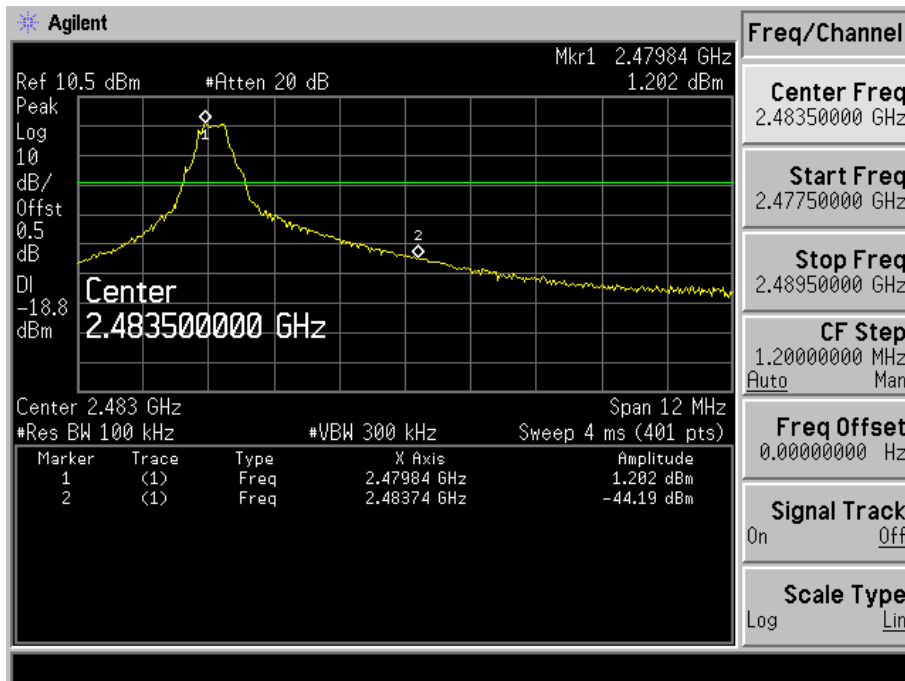 Agilent
Freq/Channel
Mkr1 2.47984 GHz
Ref 10.5 dBm #Atten 20 dB 1.202 dBm
Peak
Log
10
dB/
Offst
0.5
dB
DI
-18.8
dBm
1
2
Center
2.483500000 GHz
Center 2.483 GHz Span 12 MHz
#Res BW 100 kHz #VBW 300 kHz Sweep 4 ms (401 pts)
Marker Trace Type X Axis Amplitude
1 (1) Freq 2.47984 GHz 1.202 dBm
2 (1) Freq 2.48374 GHz -44.19 dBm
Center Freq
2.48350000 GHz
Start Freq
2.47750000 GHz
Stop Freq
2.48950000 GHz
CF Step
1.20000000 MHz
Auto Man
Freq Offset
0.00000000 Hz
Signal Track
On Off
Scale Type
Log Lin